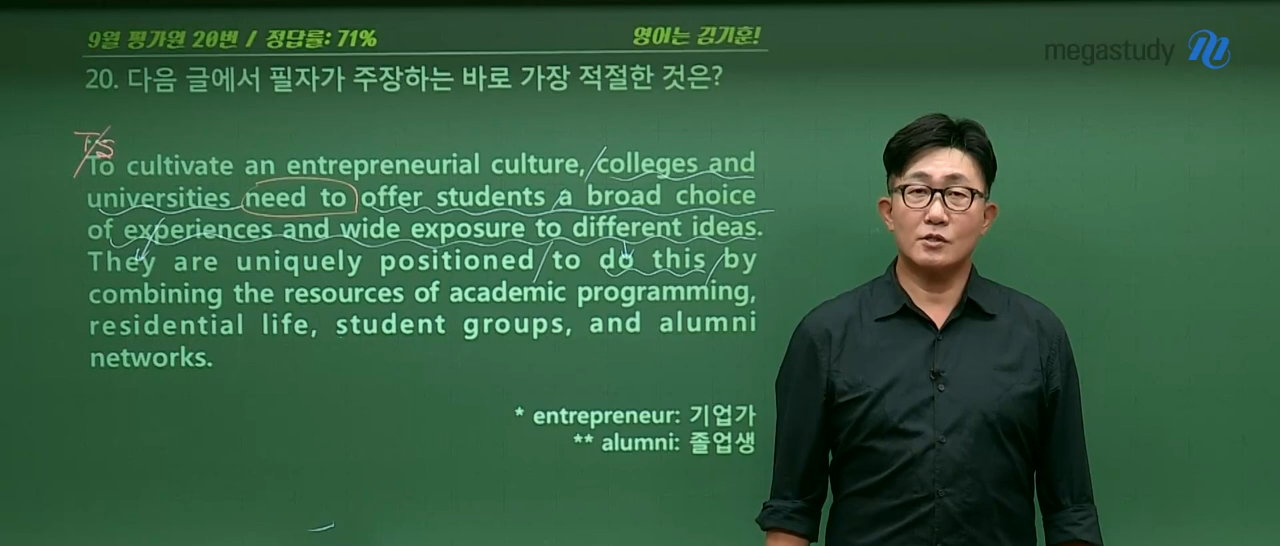 9월 평가원 20번 / 정답률: 71%
영어는 김기훈!
megastudy
20. 다음 글에서 필자가 주장하는 바로 가장 적절한 것은?
T/S
To cultivate an entrepreneurial culture, colleges and
universities need to offer students a broad choice
of experiences and wide exposure to different ideas.
They are uniquely positioned to do this by
combining the resources of academic programming,
residential life, student groups, and alumni
networks.
* entrepreneur: 기업가
** alumni: 졸업생